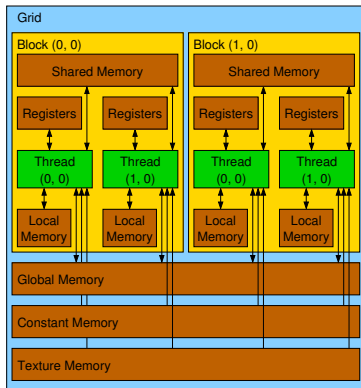 Grid
Block (0, 0)
Shared Memory
Registers
Registers
Thread
(0, 0)
Thread
(1, 0)
Local
Memory
Local
Memory
Block (1, 0)
Shared Memory
Registers
Registers
Thread
(0, 0)
Thread
(1, 0)
Local
Memory
Local
Memory
Global Memory
Constant Memory
Texture Memory